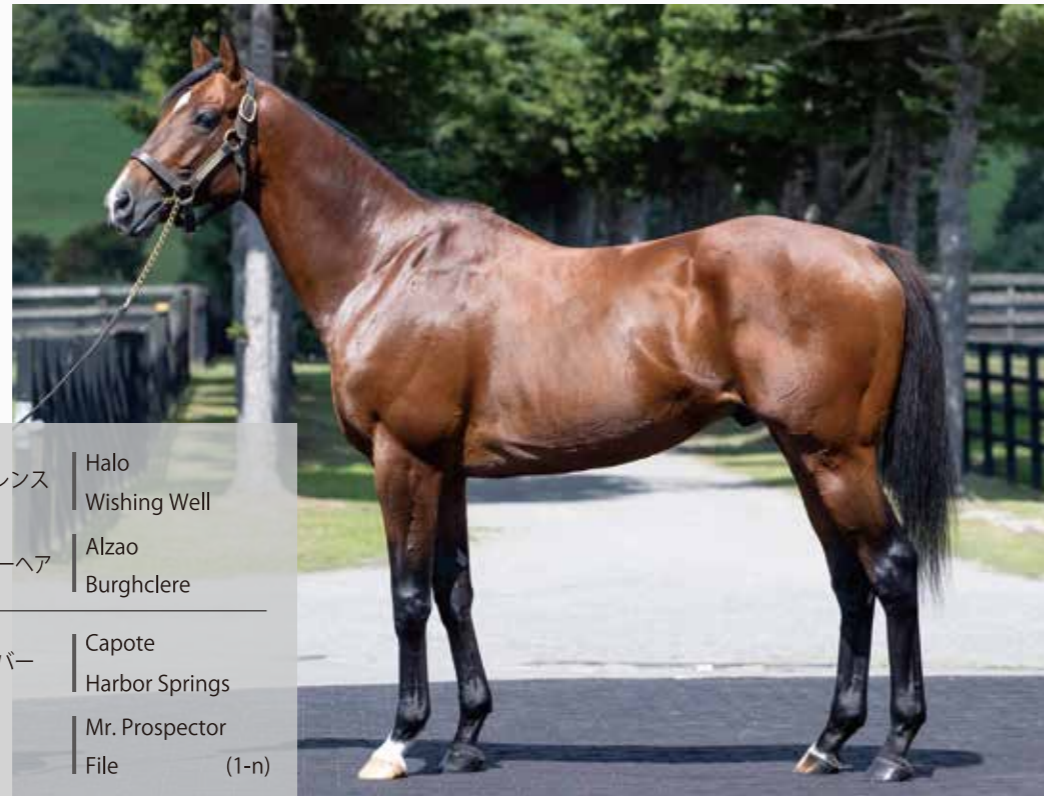 レンス
Halo
Wishing Well
ーヘア
Alzao
Burghclere
バー
Capote
Harbor Springs
Mr. Prospector
File (1-n)